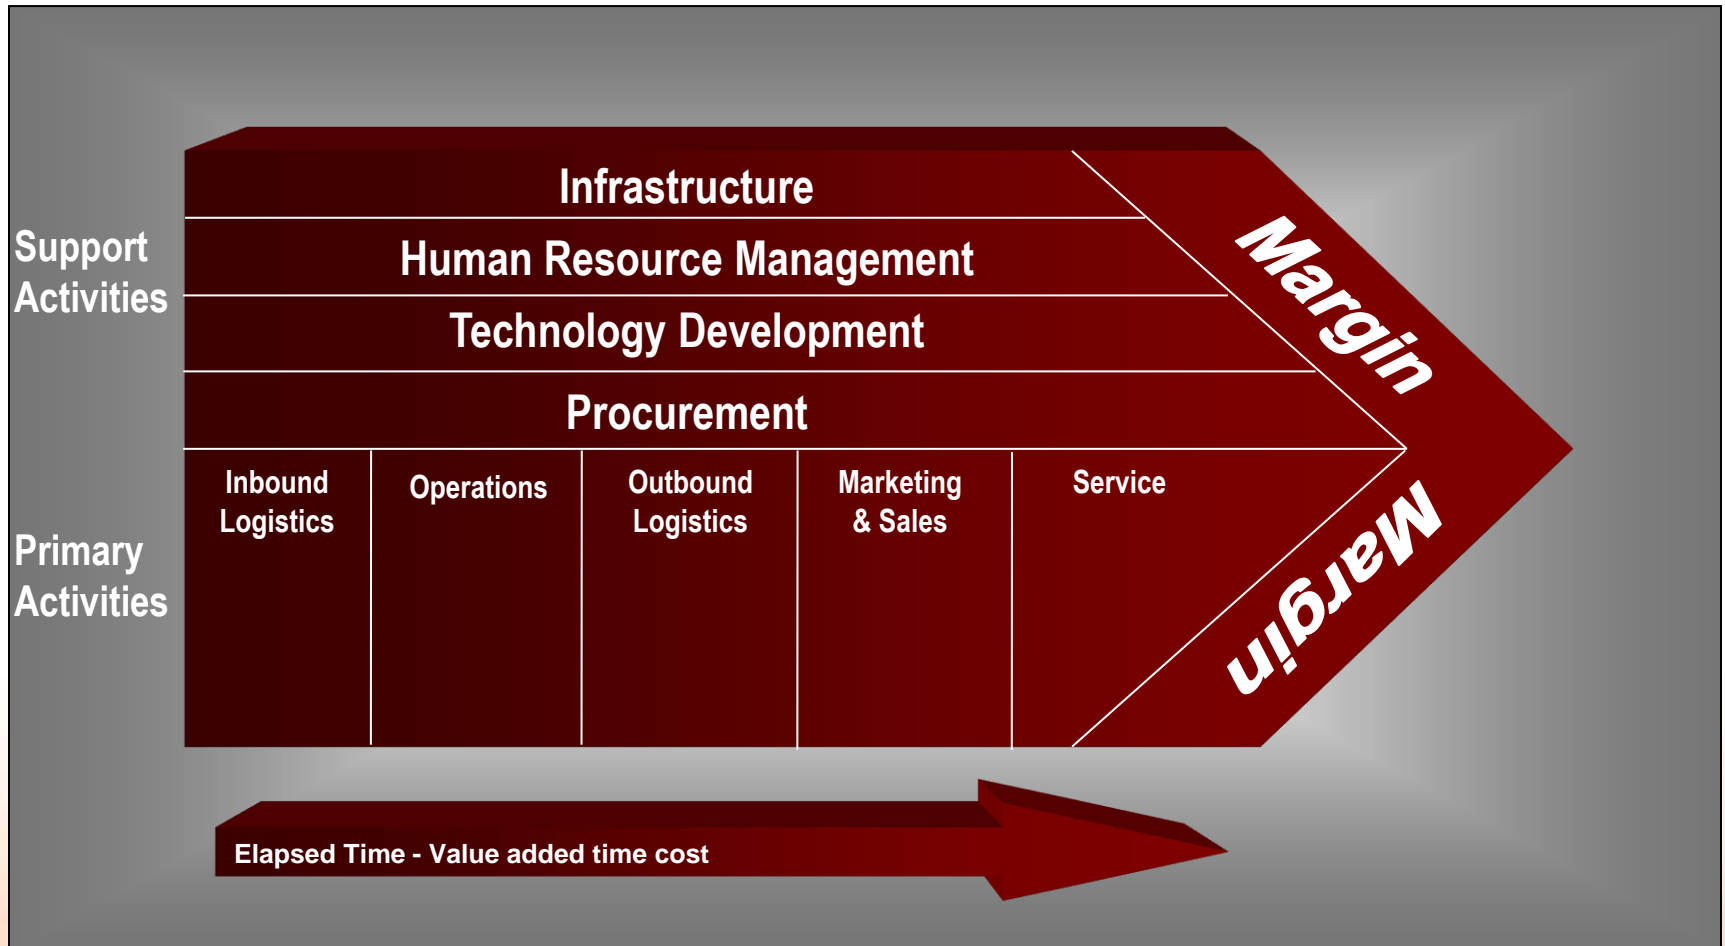 Infrastructure
Support
Activities
Human Resource Management
Technology Development
Procurement
Margin
Primary
Activities
Inbound
Logistics
Operations
Outbound
Logistics
Marketing
& Sales
Service
Margin
Elapsed Time - Value added time cost